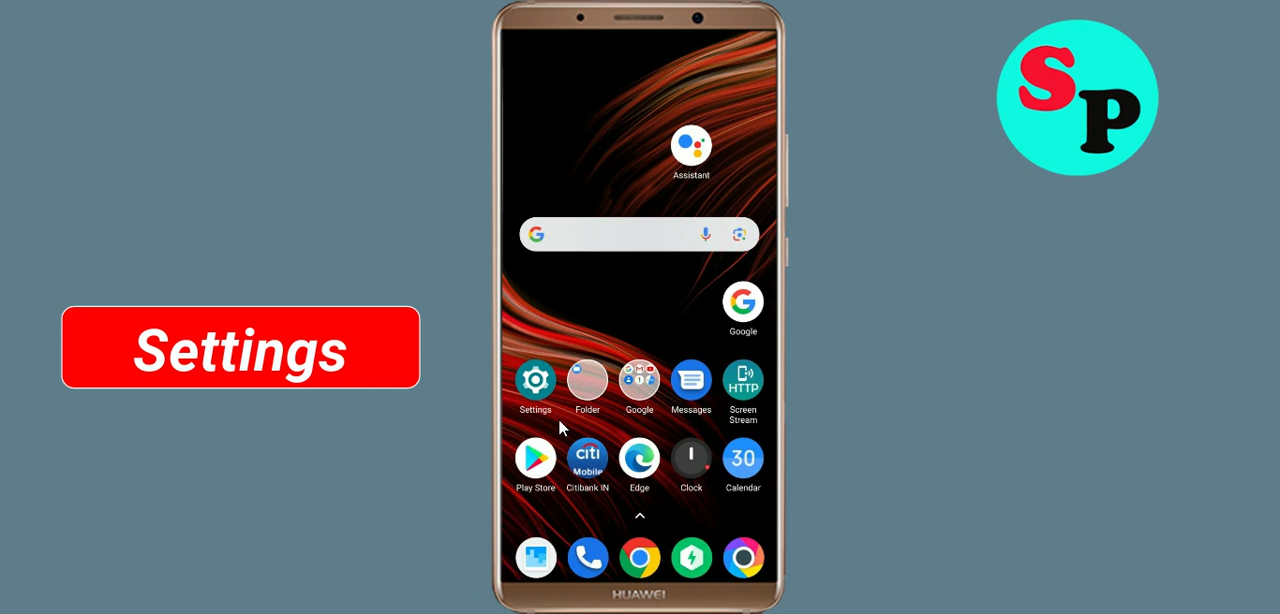 SP
Assistant
Google
Settings
Settings
Folder
Google
Messages
HTTP
Screen
Stream
citi
Mobile
30
Play Store
Citibank IN
Edge
Clock
Calendar
HUAWEI